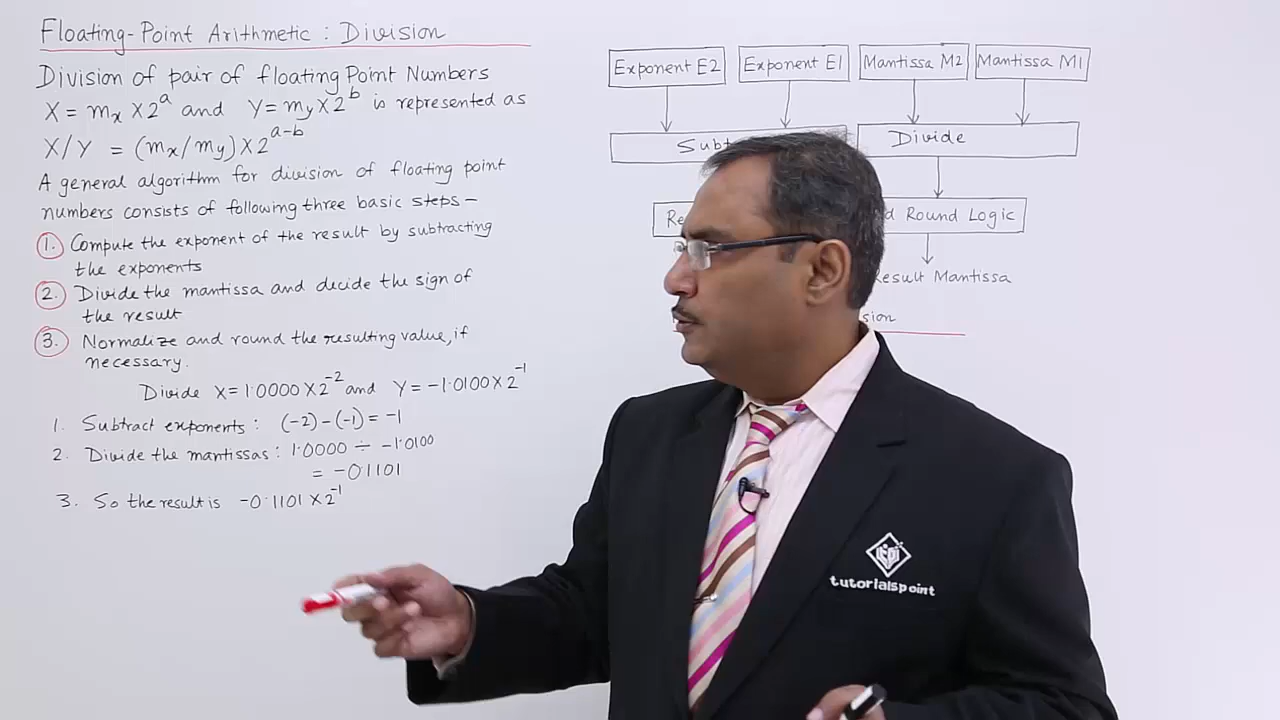 Floating-Point Arithmetic : Division
Division of pair of floating Point Numbers
X = mₓ × 2ᵃ and Y = my × 2ᵇ is represented as
X/Y = (mₓ/my) × 2ᵃ⁻ᵇ
A general algorithm for division of floating point
numbers consists of following three basic steps –
1. Compute the exponent of the result by subtracting
the exponents
2. Divide the mantissa and decide the sign of
the result
3. Normalize and round the resulting value, if
necessary.
Divide X = 1.0000 × 2⁻² and Y = -1.0100 × 2⁻¹
1. Subtract exponents : (-2) - (-1) = -1
2. Divide the mantissas : 1.0000 ÷ -1.0100
= -0.1101
3. So the result is -0.1101 × 2⁻¹
Exponent E2
Exponent E1
Mantissa M2
Mantissa M1
Divide
Round Logic
Result Mantissa
tutorialspoint